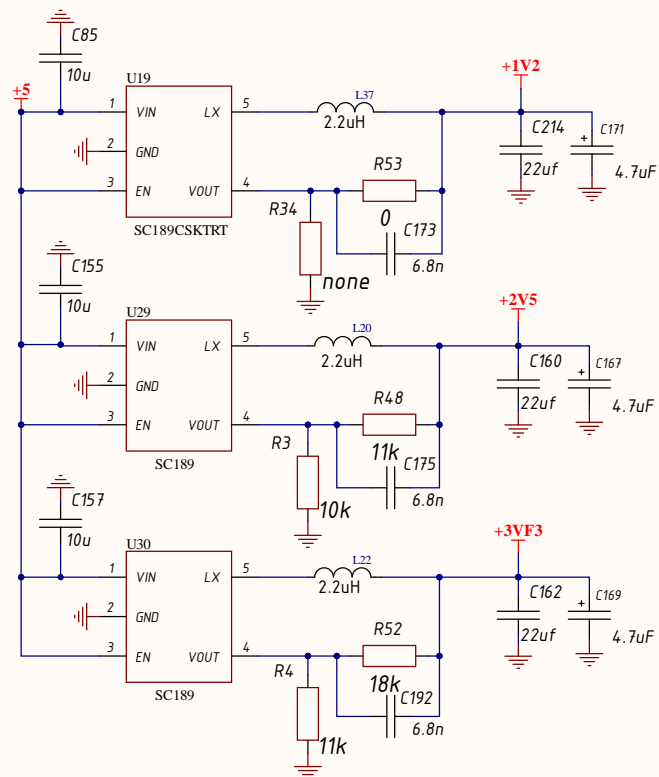 C85
10u
+5
U19
1
VIN
LX
5
2
GND
3
EN
VOUT
4
SC189CSKTRT
L37
2.2uH
R53
0
R34
none
C173
6.8n
+1V2
C214
22uf
+
C171
4.7uF
C155
10u
U29
1
VIN
LX
5
2
GND
3
EN
VOUT
4
SC189
L20
2.2uH
R48
11k
R3
10k
C175
6.8n
+2V5
C160
22uf
+
C167
4.7uF
C157
10u
U30
1
VIN
LX
5
2
GND
3
EN
VOUT
4
SC189
L22
2.2uH
R52
18k
R4
11k
C192
6.8n
+3VF3
C162
22uf
+
C169
4.7uF